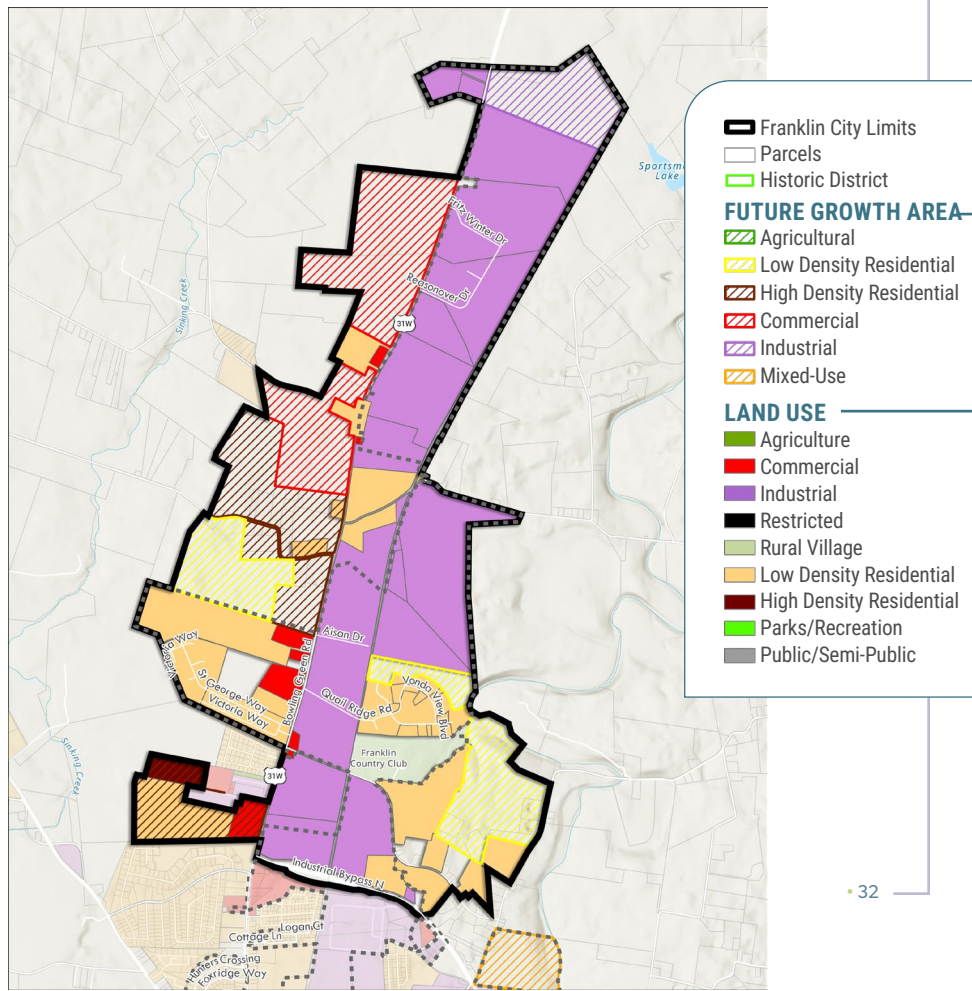 Sportsm
Lake
Fritz Winter Dr
Reasonover Dr
31W
Sinking Creek
Aisan Dr
Victoria Way
Bowling Green Rd
St George Way
Victoria Way
Quail Ridge Rd
Vonda View Blvd
Franklin
Country Club
Sinking Creek
31W
Industrial Bypass N
Logan Ct
Cottage Ln
Hunters Crossing
Foxridge Way
Franklin City Limits
Parcels
Historic District
FUTURE GROWTH AREA
Agricultural
Low Density Residential
High Density Residential
Commercial
Industrial
Mixed-Use
LAND USE
Agriculture
Commercial
Industrial
Restricted
Rural Village
Low Density Residential
High Density Residential
Parks/Recreation
Public/Semi-Public
• 32